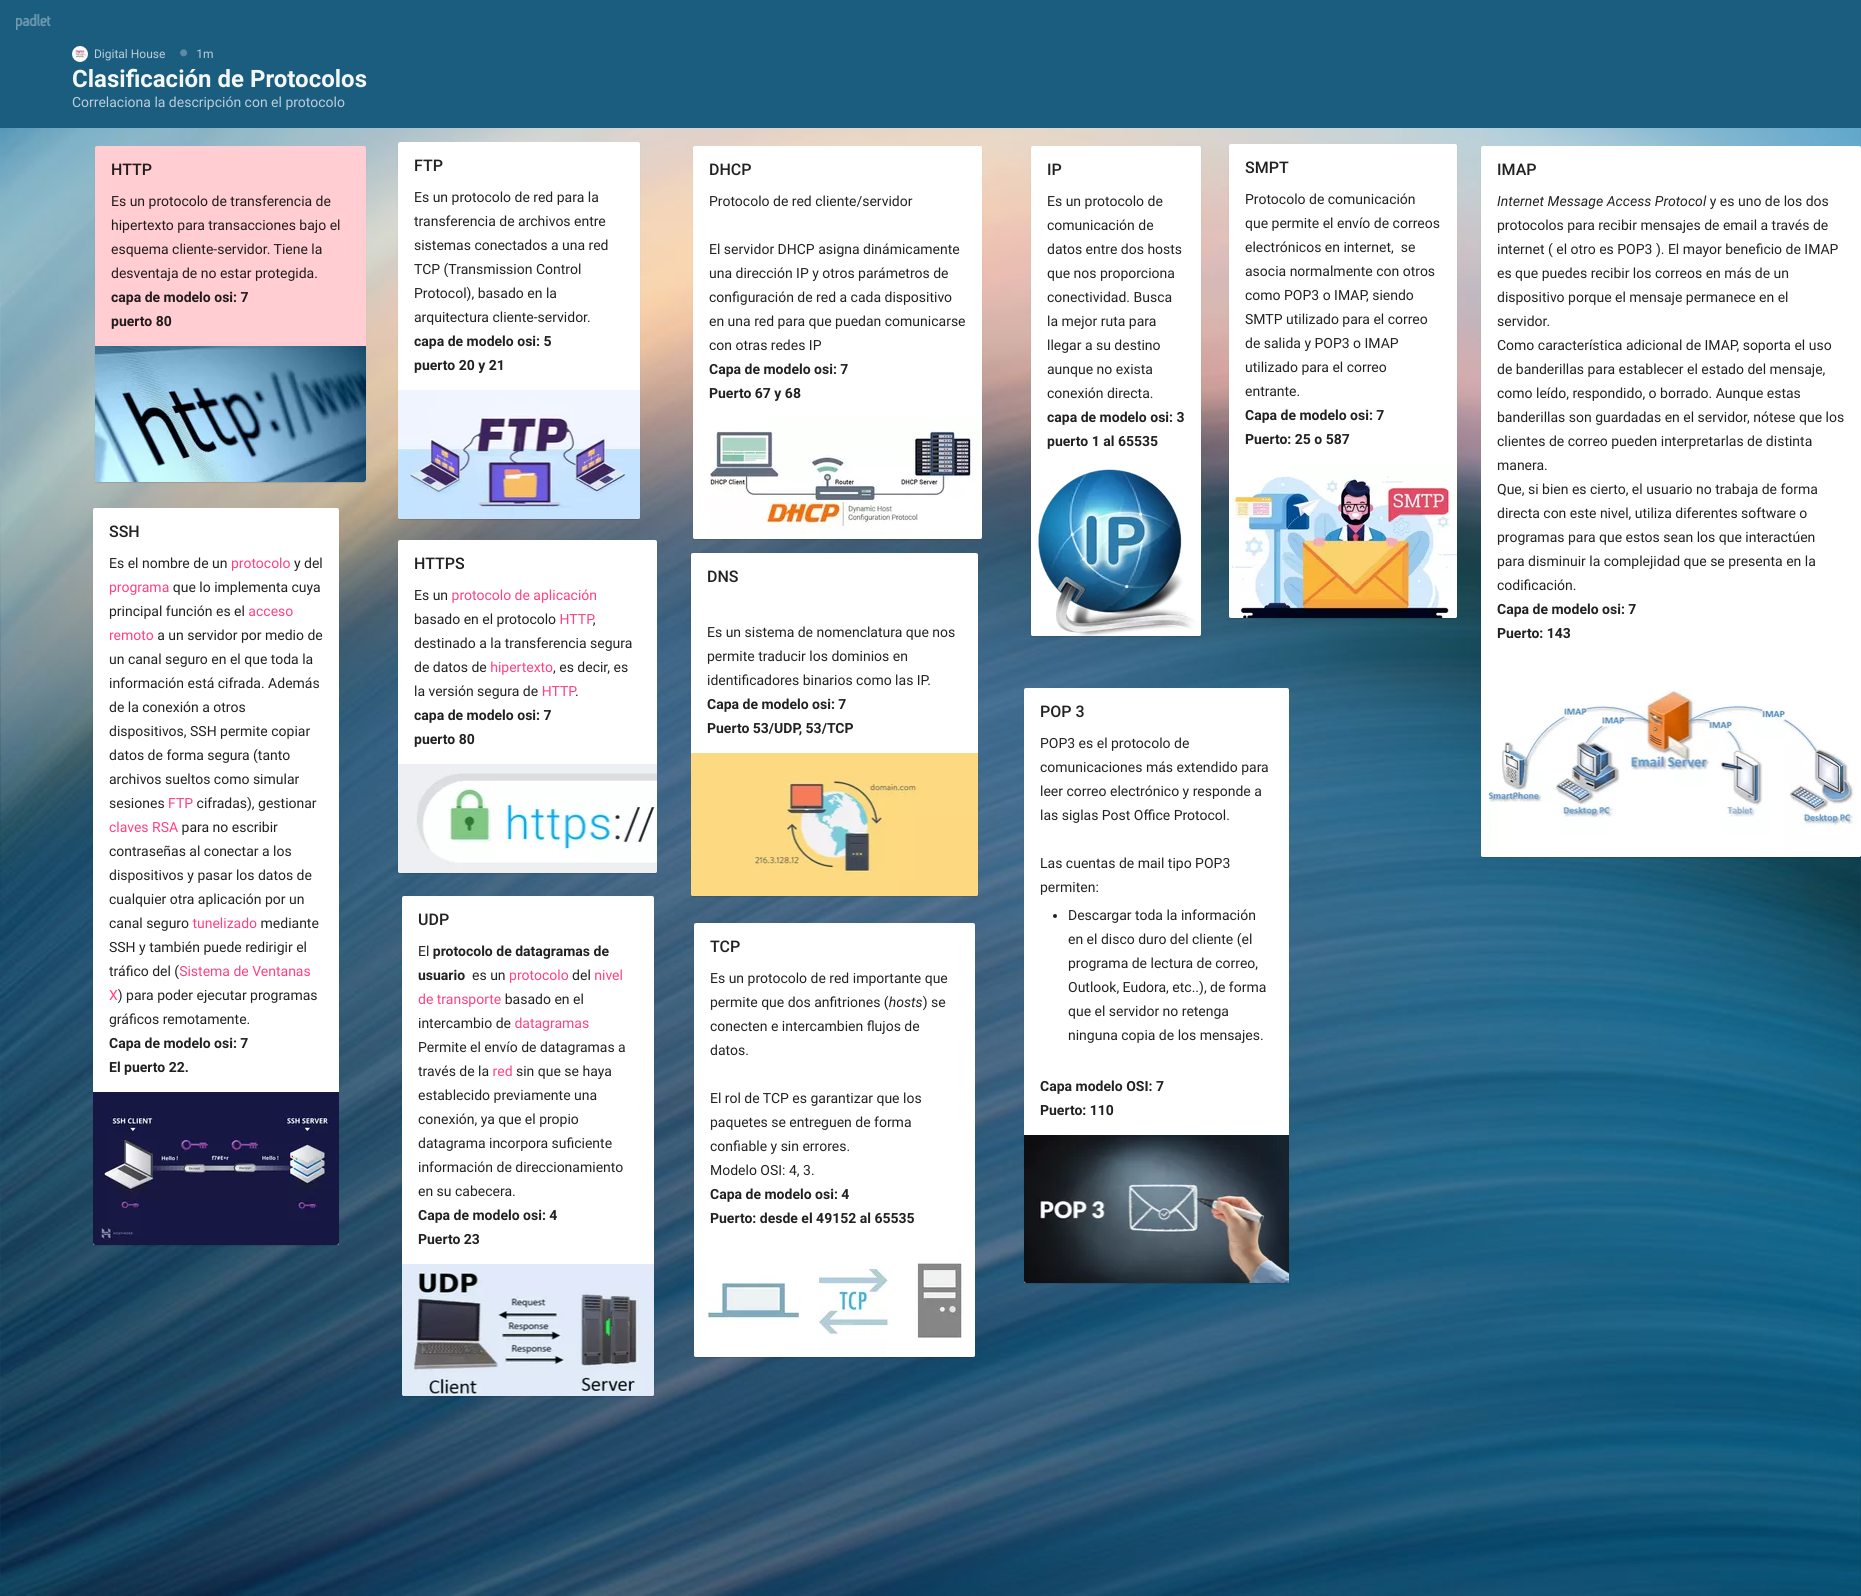 padlet
Digital House • 1m
Clasificación de Protocolos
Correlaciona la descripción con el protocolo
HTTP
Es un protocolo de transferencia de
hipertexto para transacciones bajo el
esquema cliente-servidor. Tiene la
desventaja de no estar protegida.
capa de modelo osi: 7
puerto 80
http://www
SSH
Es el nombre de un protocolo y del
programa que lo implementa cuya
principal función es el acceso
remoto a un servidor por medio de
un canal seguro en el que toda la
información está cifrada. Además
de la conexión a otros
dispositivos, SSH permite copiar
datos de forma segura (tanto
archivos sueltos como simular
sesiones FTP cifradas), gestionar
claves RSA para no escribir
contraseñas al conectar a los
dispositivos y pasar los datos de
cualquier otra aplicación por un
canal seguro tunelizado mediante
SSH y también puede redirigir el
tráfico del (Sistema de Ventanas
X) para poder ejecutar programas
gráficos remotamente.
Capa de modelo osi: 7
El puerto 22.
SSH CLIENT
SSH SERVER
Hello !
f7#E+r
Hello !
FTP
Es un protocolo de red para la
transferencia de archivos entre
sistemas conectados a una red
TCP (Transmission Control
Protocol), basado en la
arquitectura cliente-servidor.
capa de modelo osi: 5
puerto 20 y 21
FTP
HTTPS
Es un protocolo de aplicación
basado en el protocolo HTTP,
destinado a la transferencia segura
de datos de hipertexto, es decir, es
la versión segura de HTTP.
capa de modelo osi: 7
puerto 80
https://
UDP
El protocolo de datagramas de
usuario  es un protocolo del nivel
de transporte basado en el
intercambio de datagramas
Permite el envío de datagramas a
través de la red sin que se haya
establecido previamente una
conexión, ya que el propio
datagrama incorpora suficiente
información de direccionamiento
en su cabecera.
Capa de modelo osi: 4
Puerto 23
UDP
Request
Response
Response
Client
Server
DHCP
Protocolo de red cliente/servidor
El servidor DHCP asigna dinámicamente
una dirección IP y otros parámetros de
configuración de red a cada dispositivo
en una red para que puedan comunicarse
con otras redes IP
Capa de modelo osi: 7
Puerto 67 y 68
DHCP Client
Router
DHCP Server
DHCP
Dynamic Host
Configuration Protocol
DNS
Es un sistema de nomenclatura que nos
permite traducir los dominios en
identificadores binarios como las IP.
Capa de modelo osi: 7
Puerto 53/UDP, 53/TCP
domain.com
216.3.128.12
TCP
Es un protocolo de red importante que
permite que dos anfitriones (hosts) se
conecten e intercambien flujos de
datos.
El rol de TCP es garantizar que los
paquetes se entreguen de forma
confiable y sin errores.
Modelo OSI: 4, 3.
Capa de modelo osi: 4
Puerto: desde el 49152 al 65535
TCP
IP
Es un protocolo de
comunicación de
datos entre dos hosts
que nos proporciona
conectividad. Busca
la mejor ruta para
llegar a su destino
aunque no exista
conexión directa.
capa de modelo osi: 3
puerto 1 al 65535
IP
SMPT
Protocolo de comunicación
que permite el envío de correos
electrónicos en internet,  se
asocia normalmente con otros
como POP3 o IMAP, siendo
SMTP utilizado para el correo
de salida y POP3 o IMAP
utilizado para el correo
entrante.
Capa de modelo osi: 7
Puerto: 25 o 587
SMTP
POP 3
POP3 es el protocolo de
comunicaciones más extendido para
leer correo electrónico y responde a
las siglas Post Office Protocol.
Las cuentas de mail tipo POP3
permiten:
• Descargar toda la información
en el disco duro del cliente (el
programa de lectura de correo,
Outlook, Eudora, etc..), de forma
que el servidor no retenga
ninguna copia de los mensajes.
Capa modelo OSI: 7
Puerto: 110
POP 3
IMAP
Internet Message Access Protocol y es uno de los dos
protocolos para recibir mensajes de email a través de
internet ( el otro es POP3 ). El mayor beneficio de IMAP
es que puedes recibir los correos en más de un
dispositivo porque el mensaje permanece en el
servidor.
Como característica adicional de IMAP, soporta el uso
de banderillas para establecer el estado del mensaje,
como leído, respondido, o borrado. Aunque estas
banderillas son guardadas en el servidor, nótese que los
clientes de correo pueden interpretarlas de distinta
manera.
Que, si bien es cierto, el usuario no trabaja de forma
directa con este nivel, utiliza diferentes software o
programas para que estos sean los que interactúen
para disminuir la complejidad que se presenta en la
codificación.
Capa de modelo osi: 7
Puerto: 143
IMAP
IMAP
IMAP
IMAP
Email Server
SmartPhone
Desktop PC
Tablet
Desktop PC